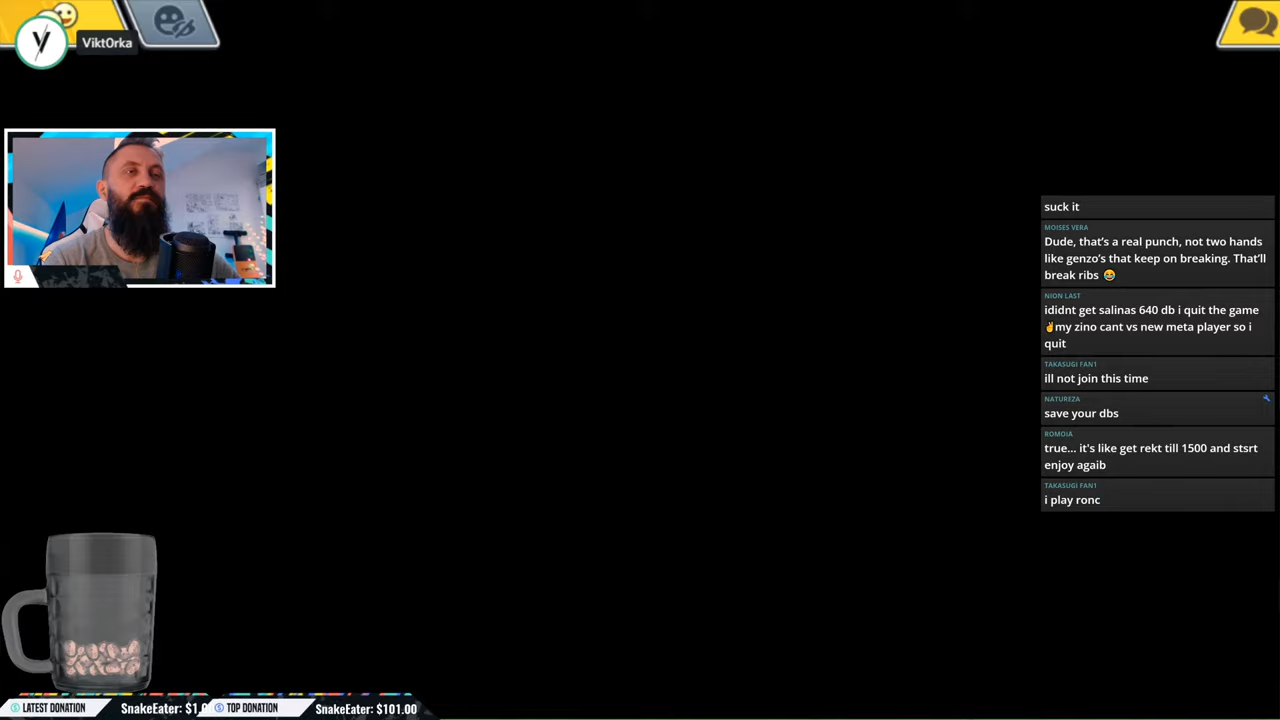 Vikt0rka
suck it
MOISES VERA
Dude, that's a real punch, not two hands
like genzo's that keep on breaking. That'll
break ribs 😂
NION LAST
ididnt get salinas 640 db i quit the game
✌️my zino cant vs new meta player so i
quit
TAKASUGI FAN1
ill not join this time
NATUREZA
save your dbs
ROMOIA
true... it's like get rekt till 1500 and stsrt
enjoy agaib
TAKASUGI FAN1
i play ronc
LATEST DONATION
SnakeEater:
TOP DONATION
SnakeEater: $101.00